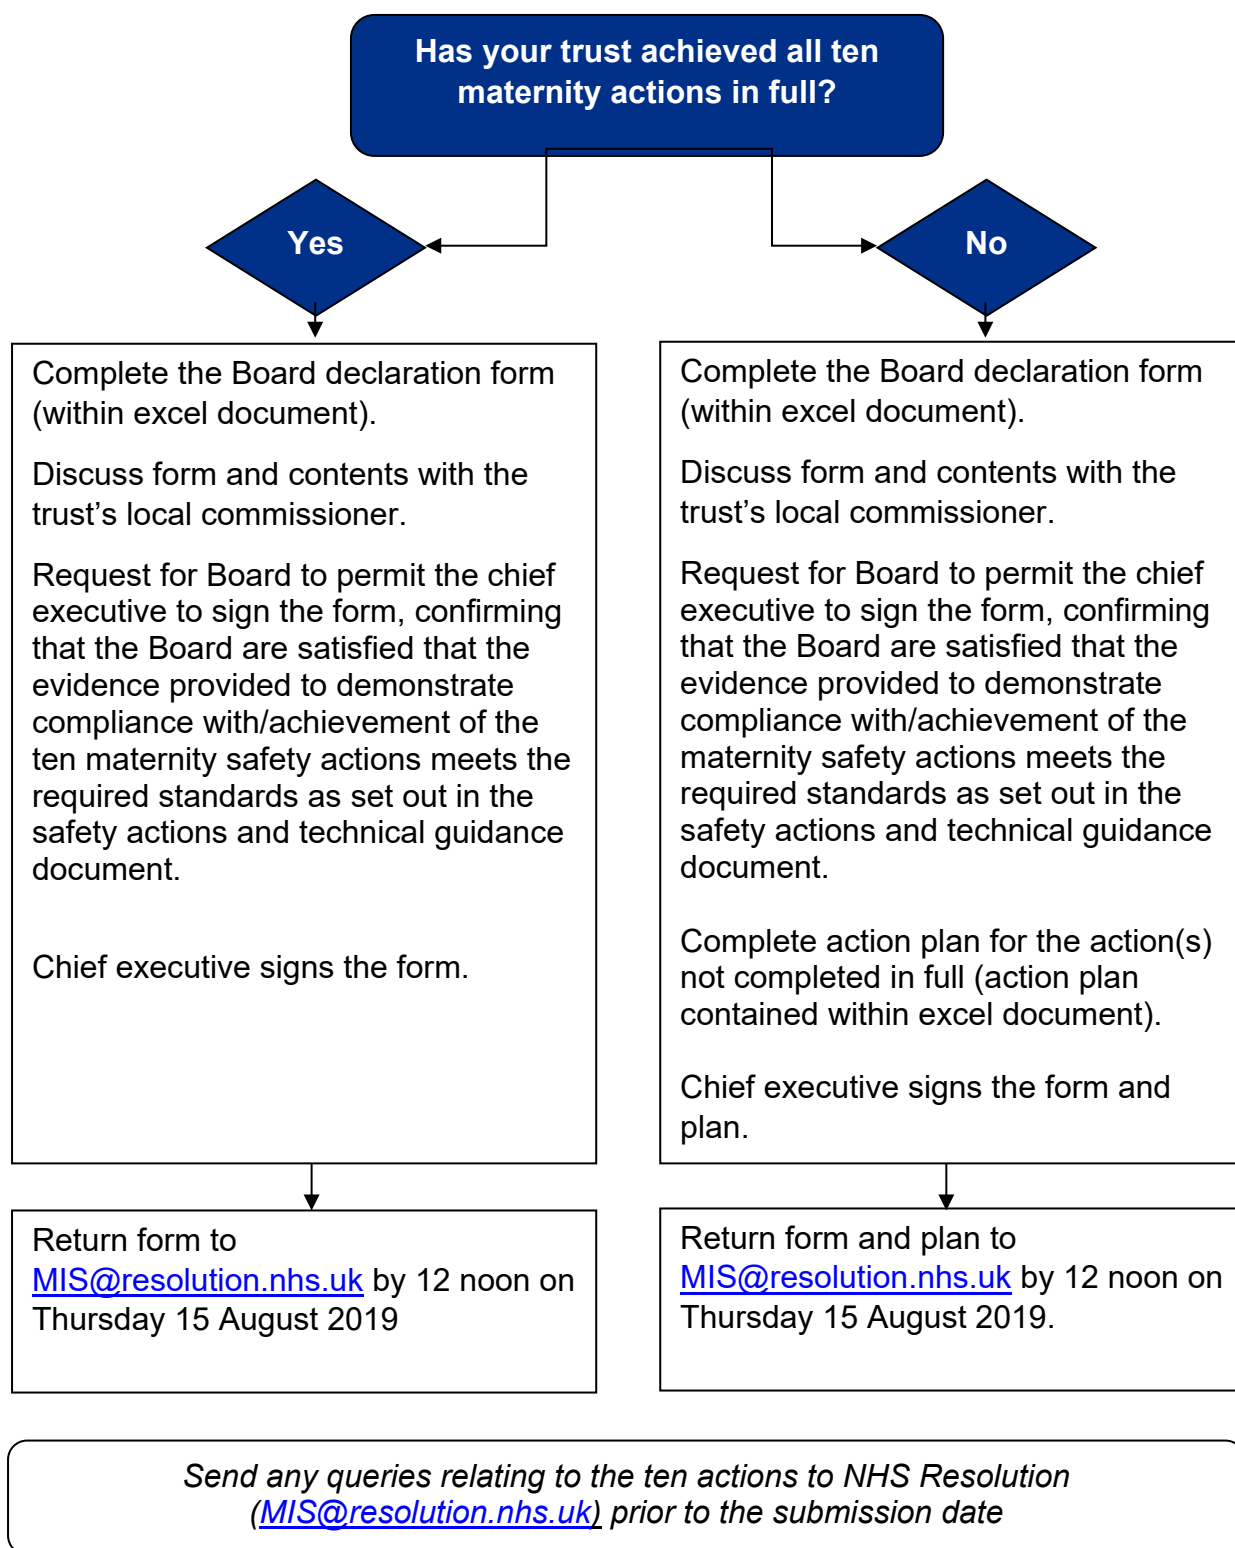 Has your trust achieved all ten
maternity actions in full?
Yes
No
Complete the Board declaration form
(within excel document).
Discuss form and contents with the
trust’s local commissioner.
Request for Board to permit the chief
executive to sign the form, confirming
that the Board are satisfied that the
evidence provided to demonstrate
compliance with/achievement of the
ten maternity safety actions meets the
required standards as set out in the
safety actions and technical guidance
document.
Chief executive signs the form.
Complete the Board declaration form
(within excel document).
Discuss form and contents with the
trust’s local commissioner.
Request for Board to permit the chief
executive to sign the form, confirming
that the Board are satisfied that the
evidence provided to demonstrate
compliance with/achievement of the
maternity safety actions meets the
required standards as set out in the
safety actions and technical guidance
document.
Complete action plan for the action(s)
not completed in full (action plan
contained within excel document).
Chief executive signs the form and
plan.
Return form to
MIS@resolution.nhs.uk by 12 noon on
Thursday 15 August 2019
Return form and plan to
MIS@resolution.nhs.uk by 12 noon on
Thursday 15 August 2019.
Send any queries relating to the ten actions to NHS Resolution
(MIS@resolution.nhs.uk) prior to the submission date